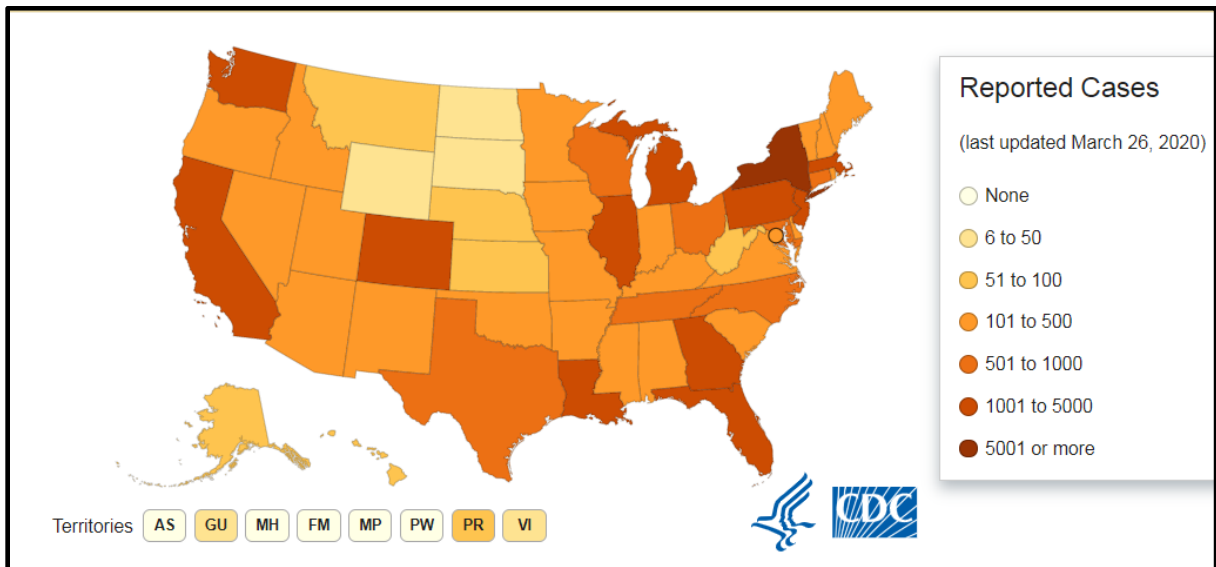 Reported Cases
(last updated March 26, 2020)
None
6 to 50
51 to 100
101 to 500
501 to 1000
1001 to 5000
5001 or more
Territories AS GU MH FM MP PW PR VI
CDC